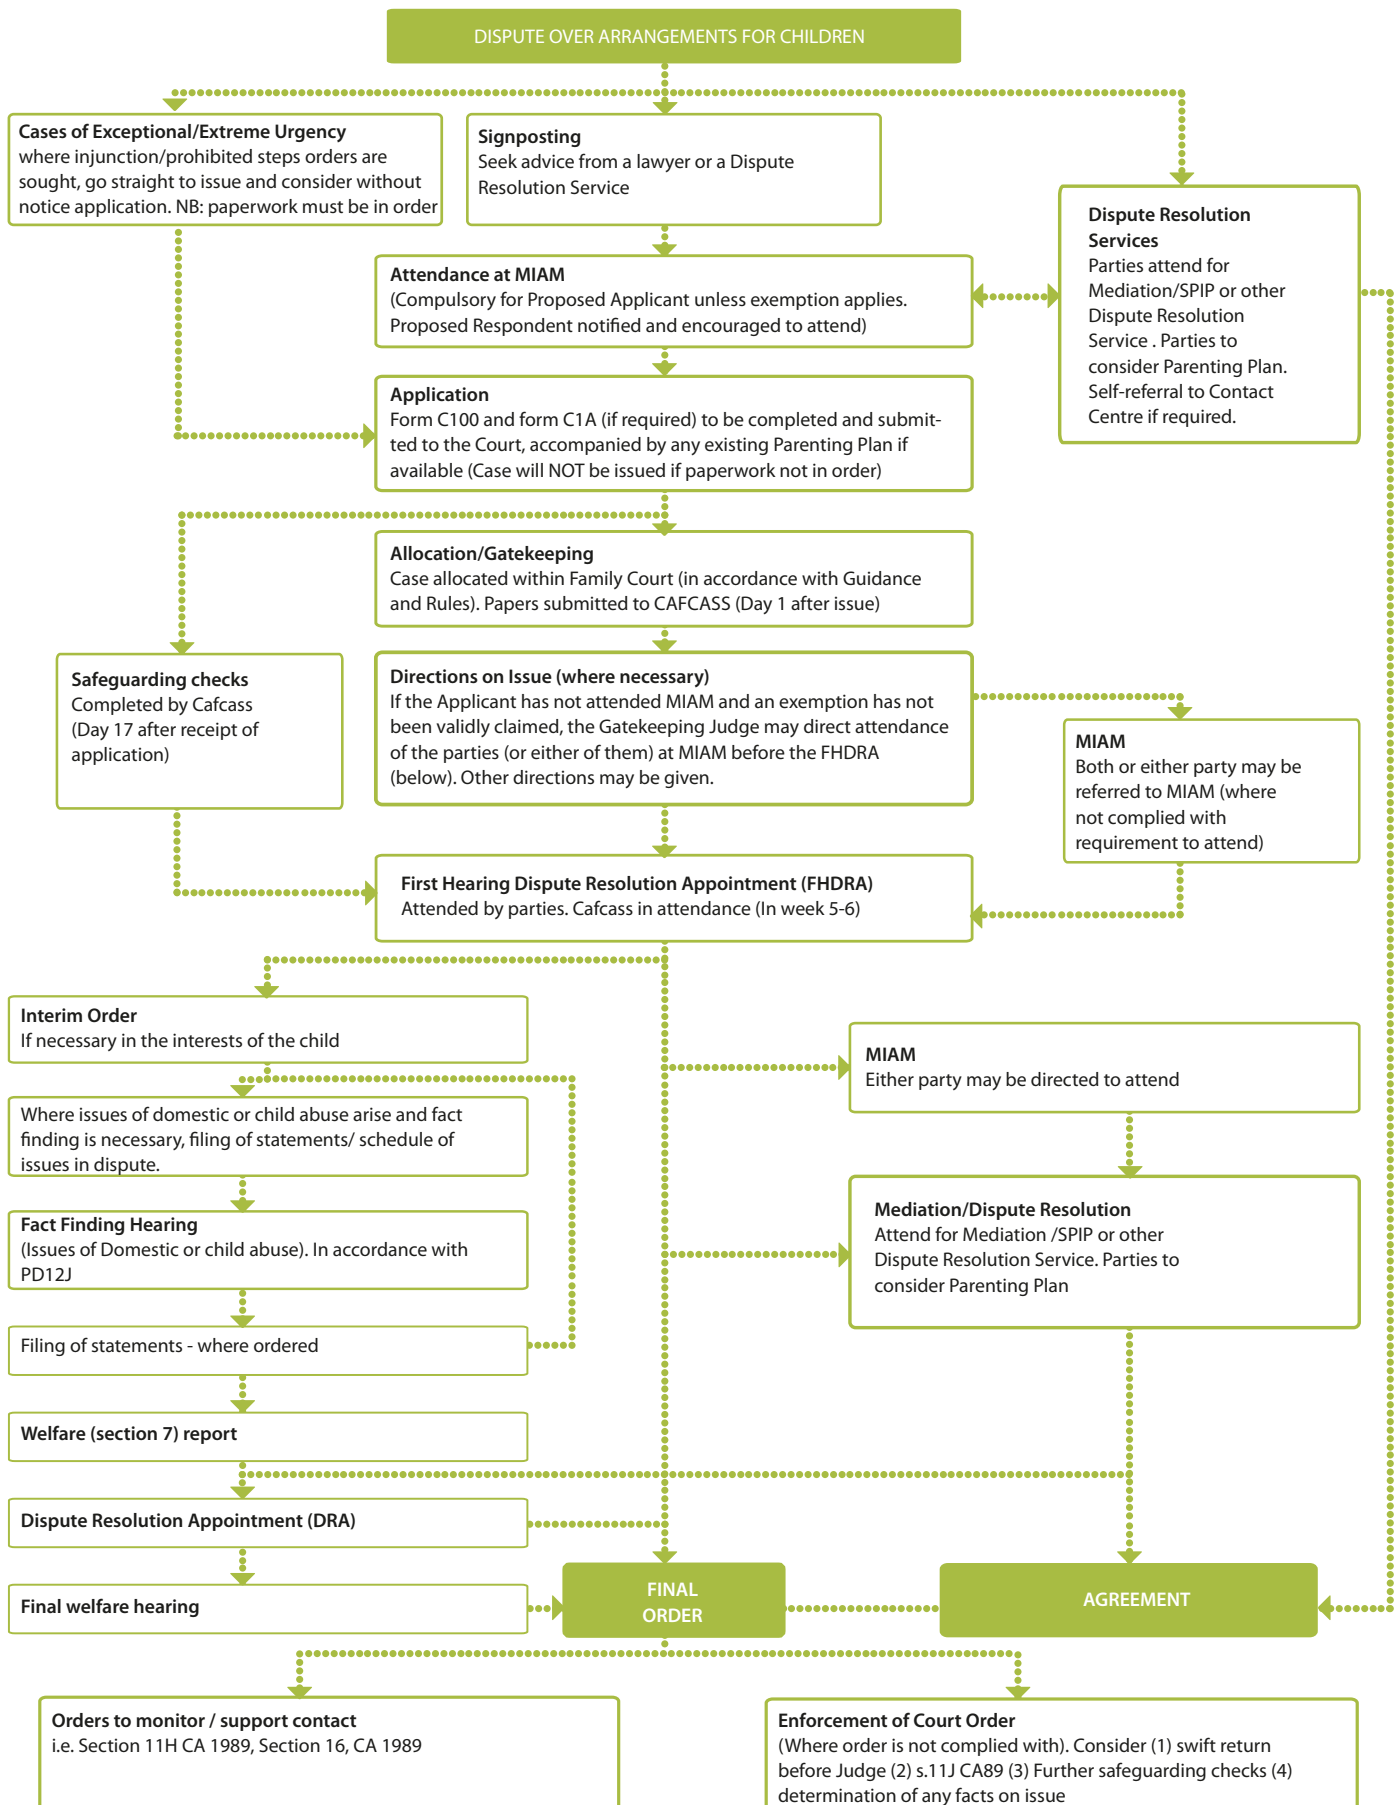 DISPUTE OVER ARRANGEMENTS FOR CHILDREN
Cases of Exceptional/Extreme Urgency
where injunction/prohibited steps orders are
sought, go straight to issue and consider without
notice application. NB: paperwork must be in order
Signposting
Seek advice from a lawyer or a Dispute
Resolution Service
Dispute Resolution
Services
Parties attend for
Mediation/SPIP or other
Dispute Resolution
Service . Parties to
consider Parenting Plan.
Self-referral to Contact
Centre if required.
Attendance at MIAM
(Compulsory for Proposed Applicant unless exemption applies.
Proposed Respondent notified and encouraged to attend)
Application
Form C100 and form C1A (if required) to be completed and submit-
ted to the Court, accompanied by any existing Parenting Plan if
available (Case will NOT be issued if paperwork not in order)
Allocation/Gatekeeping
Case allocated within Family Court (in accordance with Guidance
and Rules). Papers submitted to CAFCASS (Day 1 after issue)
Safeguarding checks
Completed by Cafcass
(Day 17 after receipt of
application)
Directions on Issue (where necessary)
If the Applicant has not attended MIAM and an exemption has not
been validly claimed, the Gatekeeping Judge may direct attendance
of the parties (or either of them) at MIAM before the FHDRA
(below). Other directions may be given.
MIAM
Both or either party may be
referred to MIAM (where
not complied with
requirement to attend)
First Hearing Dispute Resolution Appointment (FHDRA)
Attended by parties. Cafcass in attendance (In week 5-6)
Interim Order
If necessary in the interests of the child
MIAM
Either party may be directed to attend
Where issues of domestic or child abuse arise and fact
finding is necessary, filing of statements/ schedule of
issues in dispute.
Mediation/Dispute Resolution
Attend for Mediation /SPIP or other
Dispute Resolution Service. Parties to
consider Parenting Plan
Fact Finding Hearing
(Issues of Domestic or child abuse). In accordance with
PD12J
Filing of statements - where ordered
Welfare (section 7) report
Dispute Resolution Appointment (DRA)
Final welfare hearing
FINAL
ORDER
AGREEMENT
Orders to monitor / support contact
i.e. Section 11H CA 1989, Section 16, CA 1989
Enforcement of Court Order
(Where order is not complied with). Consider (1) swift return
before Judge (2) s.11J CA89 (3) Further safeguarding checks (4)
determination of any facts on issue